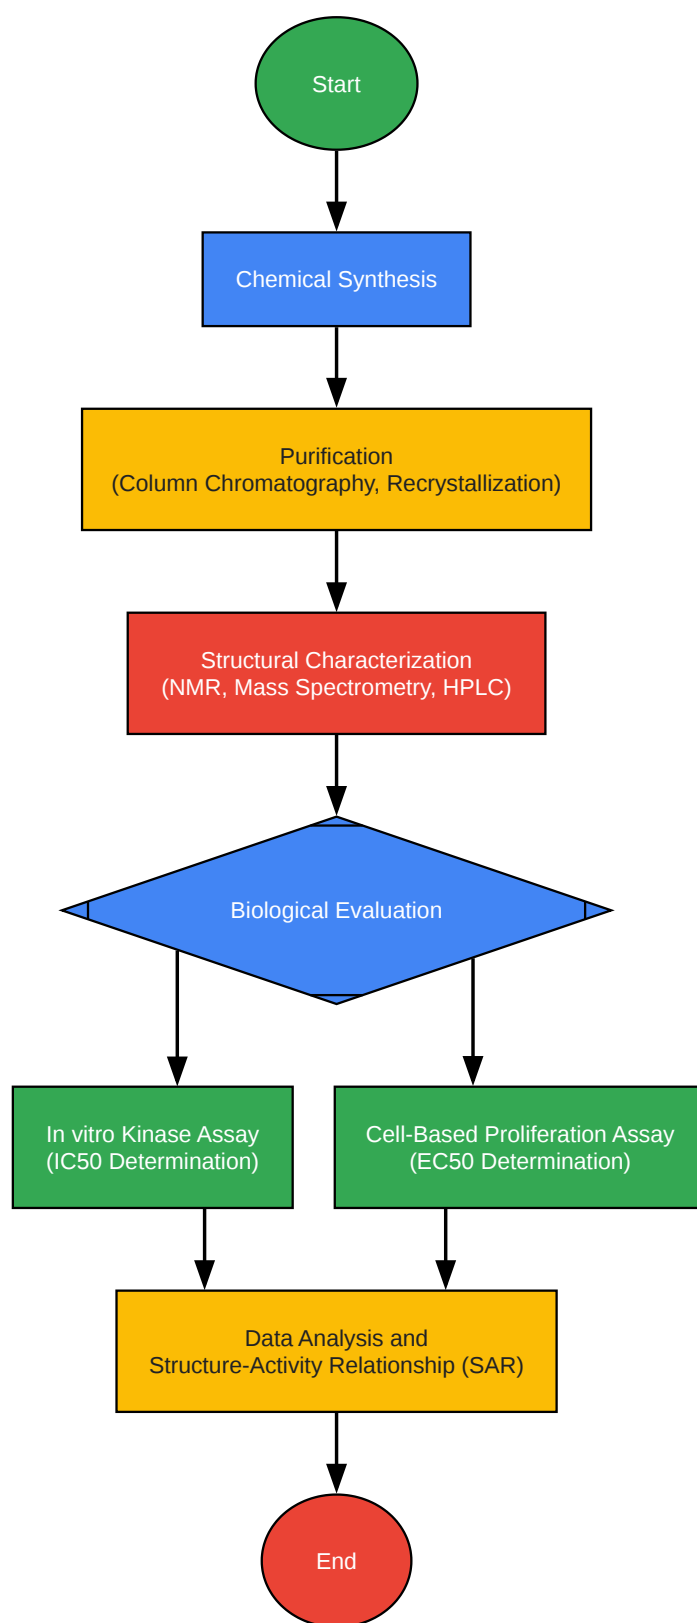 Start
Chemical Synthesis
Purification
(Column Chromatography, Recrystallization)
Structural Characterization
(NMR, Mass Spectrometry, HPLC)
Biological Evaluation
In vitro Kinase Assay
(IC50 Determination)
Cell-Based Proliferation Assay
(EC50 Determination)
Data Analysis and
Structure-Activity Relationship (SAR)
End